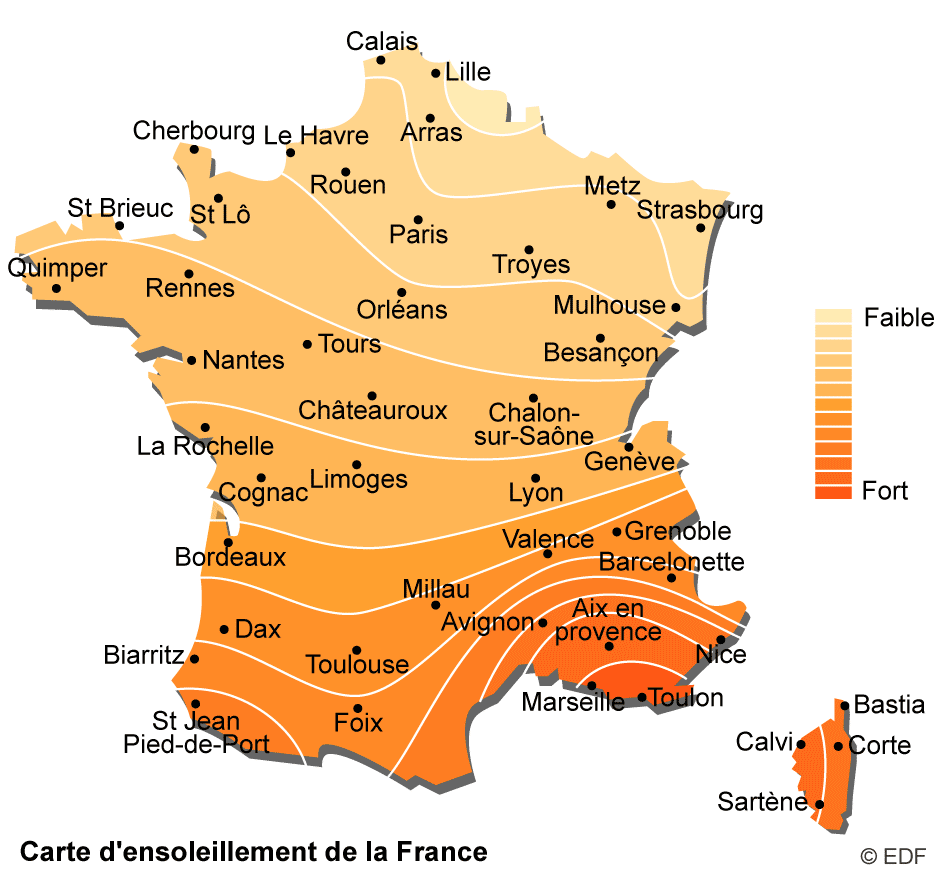 Calais
Lille
Cherbourg
Le Havre
Arras
Rouen
Metz
St Brieuc
St Lô
Strasbourg
Paris
Troyes
Quimper
Rennes
Orléans
Mulhouse
Faible
Tours
Nantes
Besançon
Châteauroux
Chalon-
sur-Saône
La Rochelle
Genève
Limoges
Cognac
Lyon
Fort
Grenoble
Valence
Bordeaux
Barcelonette
Millau
Aix en
provence
Avignon
Dax
Biarritz
Toulouse
Nice
Marseille
Toulon
St Jean
Pied-de-Port
Foix
Bastia
Calvi
Corte
Sartène
Carte d'ensoleillement de la France
© EDF